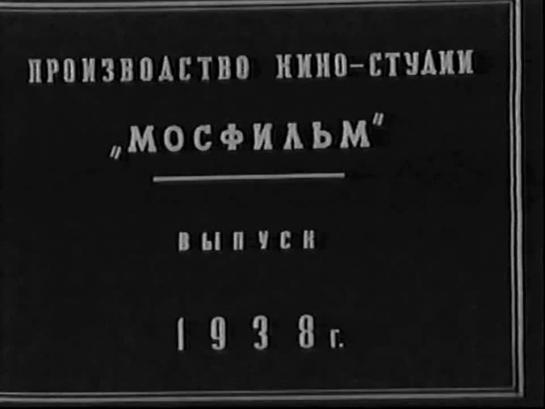 ПРОИЗВОДСТВО КИНО-СТУДИИ
„МОСФИЛЬМ"
ВЫПУСК
1938 г.